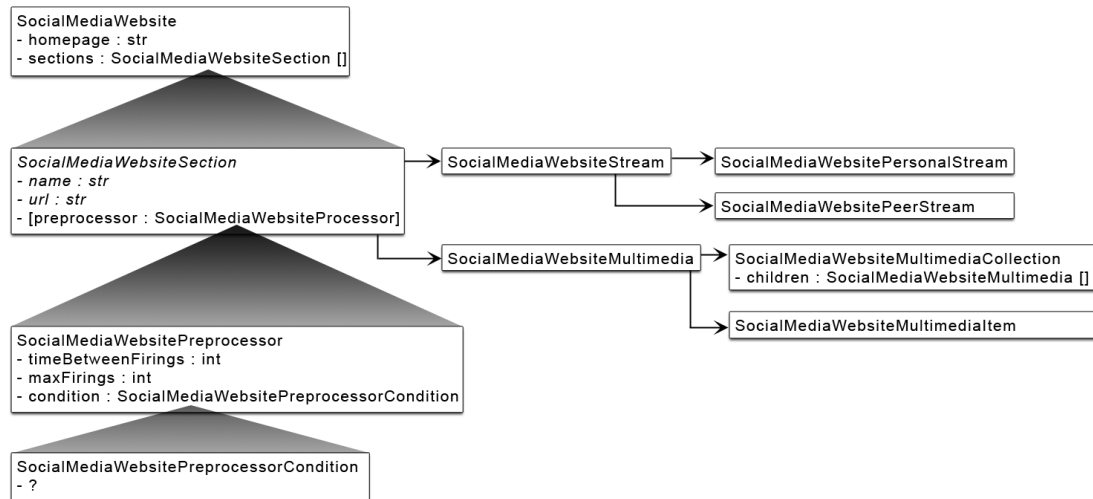 SocialMediaWebsite
- homepage : str
- sections : SocialMediaWebsiteSection []
SocialMediaWebsiteSection
- name : str
- url : str
- [preprocessor : SocialMediaWebsiteProcessor]
SocialMediaWebsiteStream
SocialMediaWebsitePersonalStream
SocialMediaWebsitePeerStream
SocialMediaWebsiteMultimedia
SocialMediaWebsiteMultimediaCollection
- children : SocialMediaWebsiteMultimedia []
SocialMediaWebsiteMultimediaItem
SocialMediaWebsitePreprocessor
- timeBetweenFirings : int
- maxFirings : int
- condition : SocialMediaWebsitePreprocessorCondition
SocialMediaWebsitePreprocessorCondition
- ?